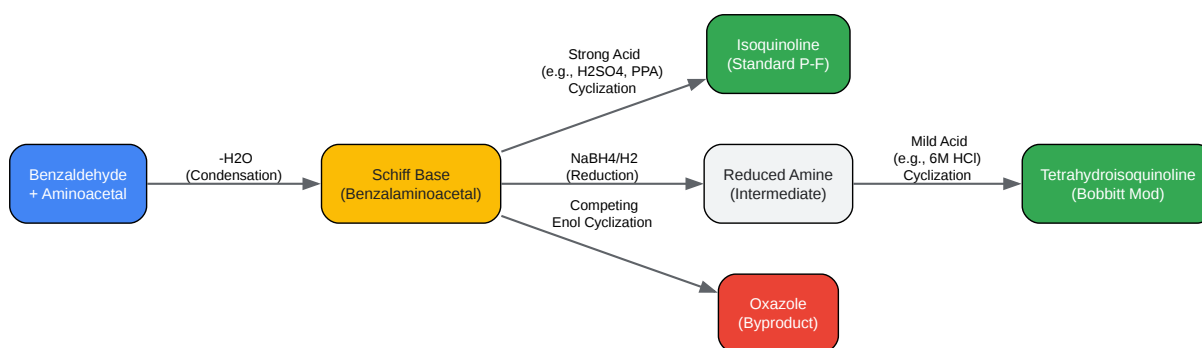 Isoquinoline
(Standard P-F)
Strong Acid
(e.g., H2SO4, PPA)
Cyclization
Benzaldehyde
+ Aminoacetal
-H2O
(Condensation)
Schiff Base
(Benzalaminoacetal)
NaBH4/H2
(Reduction)
Reduced Amine
(Intermediate)
Mild Acid
(e.g., 6M HCl)
Cyclization
Tetrahydroisoquinoline
(Bobbitt Mod)
Competing
Enol Cyclization
Oxazole
(Byproduct)